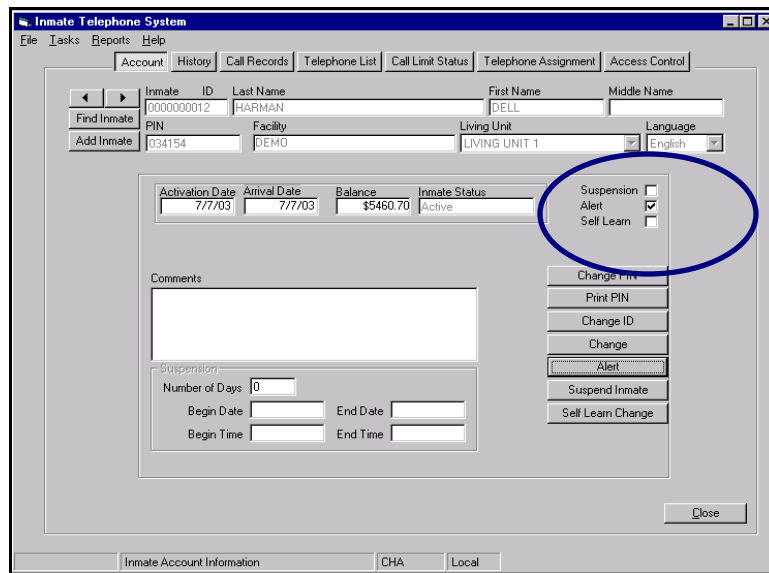 Inmate Telephone System
File Tasks Reports Help
Account History Call Records Telephone List Call Limit Status Telephone Assignment Access Control
Inmate ID Last Name First Name Middle Name
0000000012 HARMAN DELL
Find Inmate
PIN Facility Living Unit Language
Add Inmate 034154 DEMO LIVING UNIT 1 English
Activation Date Arrival Date Balance Inmate Status Suspension
7/7/03 7/7/03 $5460.70 Active Alert
Self Learn
Change PIN
Comments
Print PIN
Change ID
Change
Alert
Suspension
Number of Days 0 Suspend Inmate
Begin Date End Date Self Learn Change
Begin Time End Time
Close
Inmate Account Information CHA Local